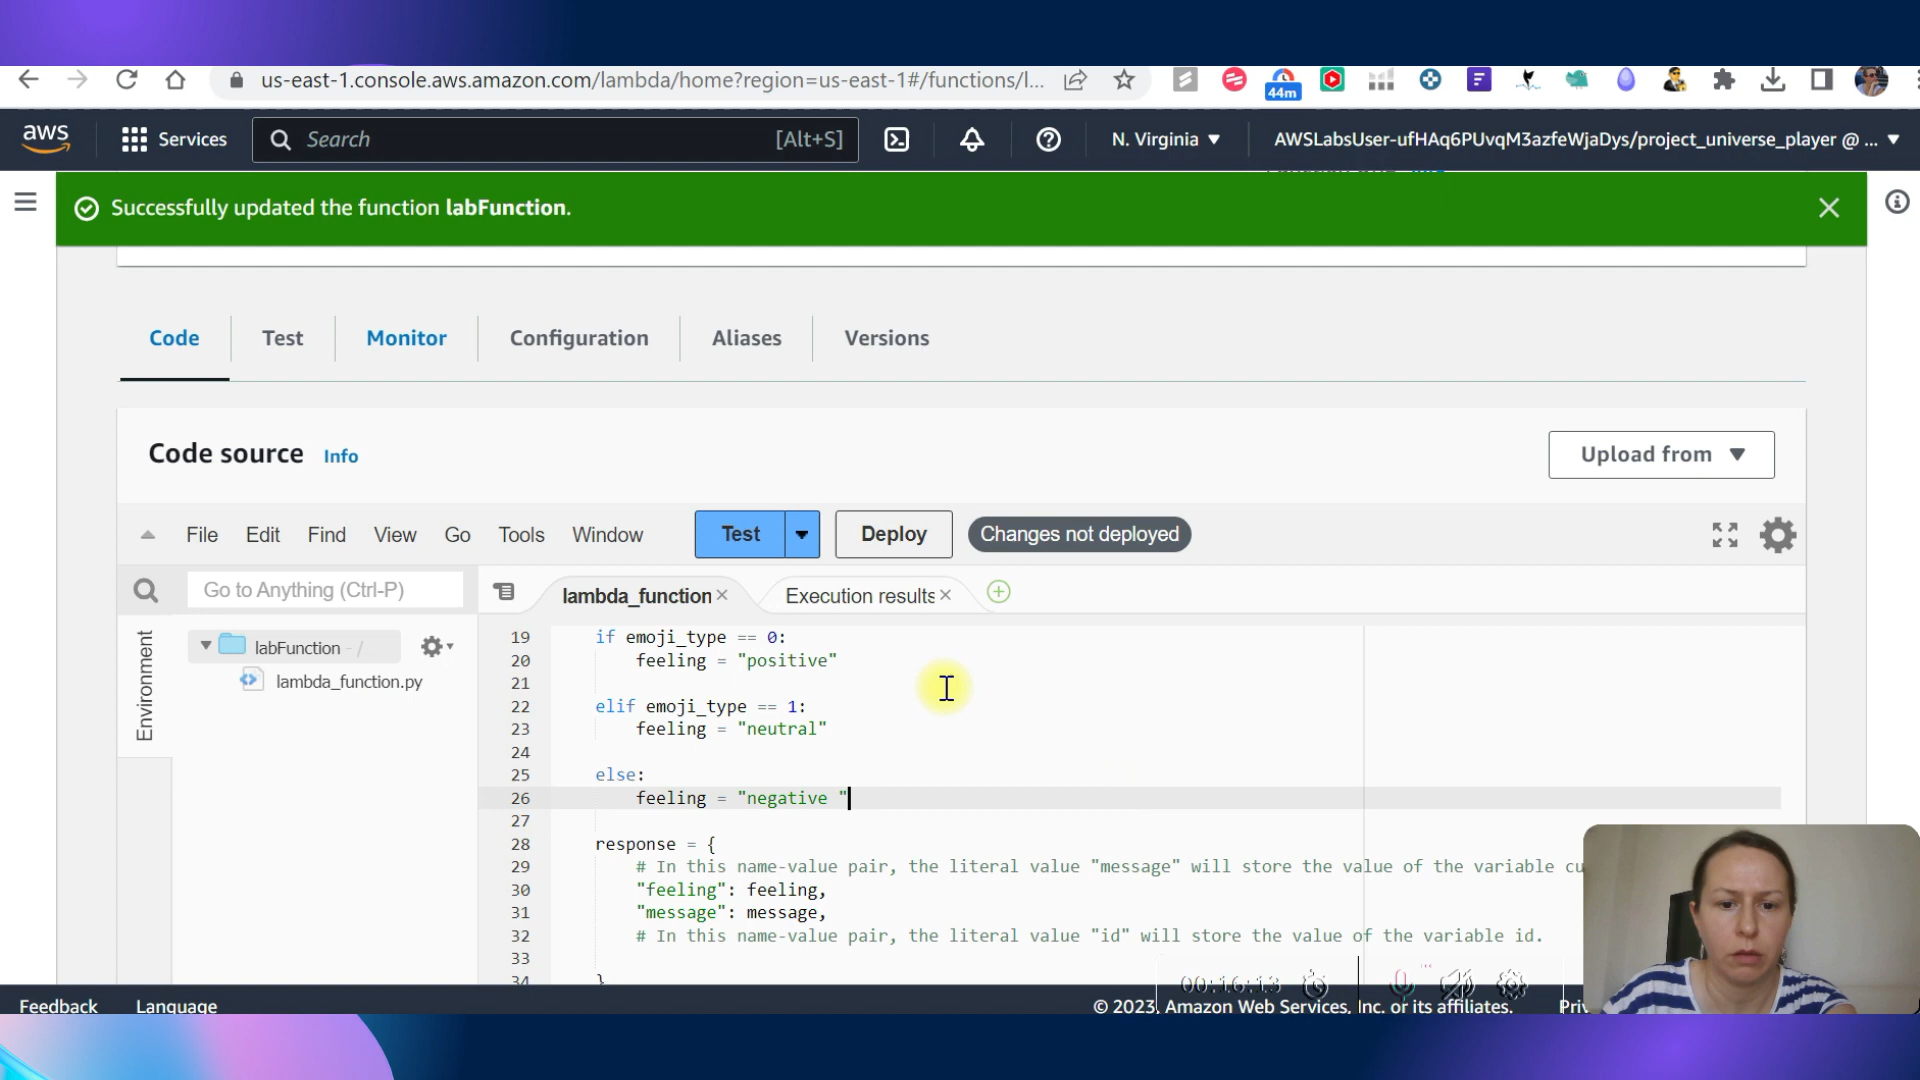 us-east-1.console.aws.amazon.com/lambda/home?region=us-east-1#/functions/l...
44m
aws
Services
Search
[Alt+S]
N. Virginia
AWSLabsUser-ufHAq6PUvqM3azfeWjaDys/project_universe_player @ ...
Successfully updated the function labFunction.
Code
Test
Monitor
Configuration
Aliases
Versions
Code source
Info
Upload from
File
Edit
Find
View
Go
Tools
Window
Test
Deploy
Changes not deployed
Go to Anything (Ctrl-P)
lambda_function
Execution results
Environment
labFunction - /
lambda_function.py
19 if emoji_type == 0:
20 feeling = "positive"
21
22 elif emoji_type == 1:
23 feeling = "neutral"
24
25 else:
26 feeling = "negative "
27
28 response = {
29 # In this name-value pair, the literal value "message" will store the value of the variable cu
30 "feeling": feeling,
31 "message": message,
32 # In this name-value pair, the literal value "id" will store the value of the variable id.
33
34 }
00:16:13
Feedback
Language
© 2023, Amazon Web Services, Inc. or its affiliates.
Priv